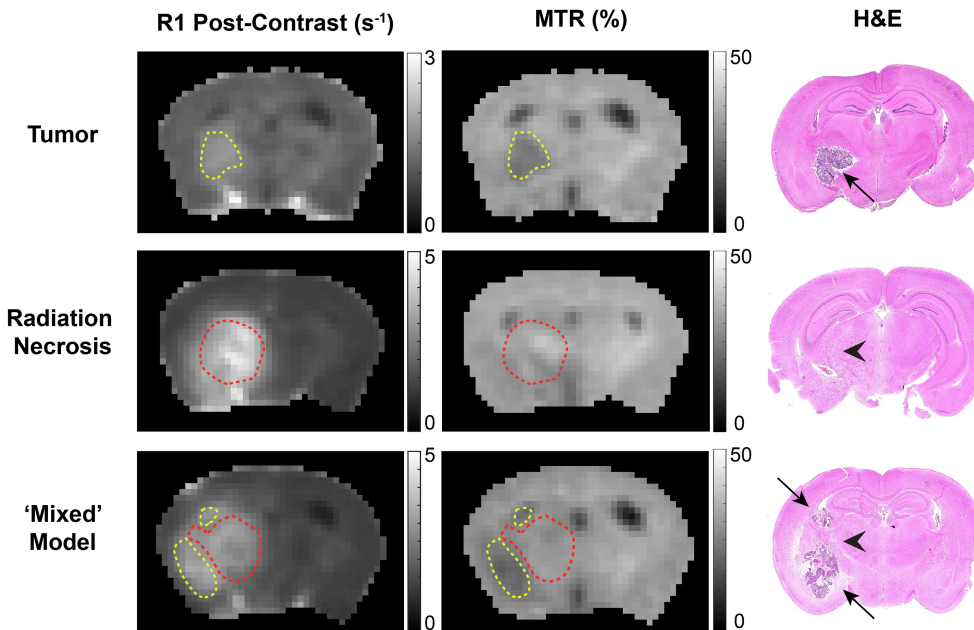 R1 Post-Contrast (s⁻¹) MTR (%) H&E
3 50
Tumor
0 0
5 50
Radiation
Necrosis
0 0
5 50
‘Mixed’
Model
0 0